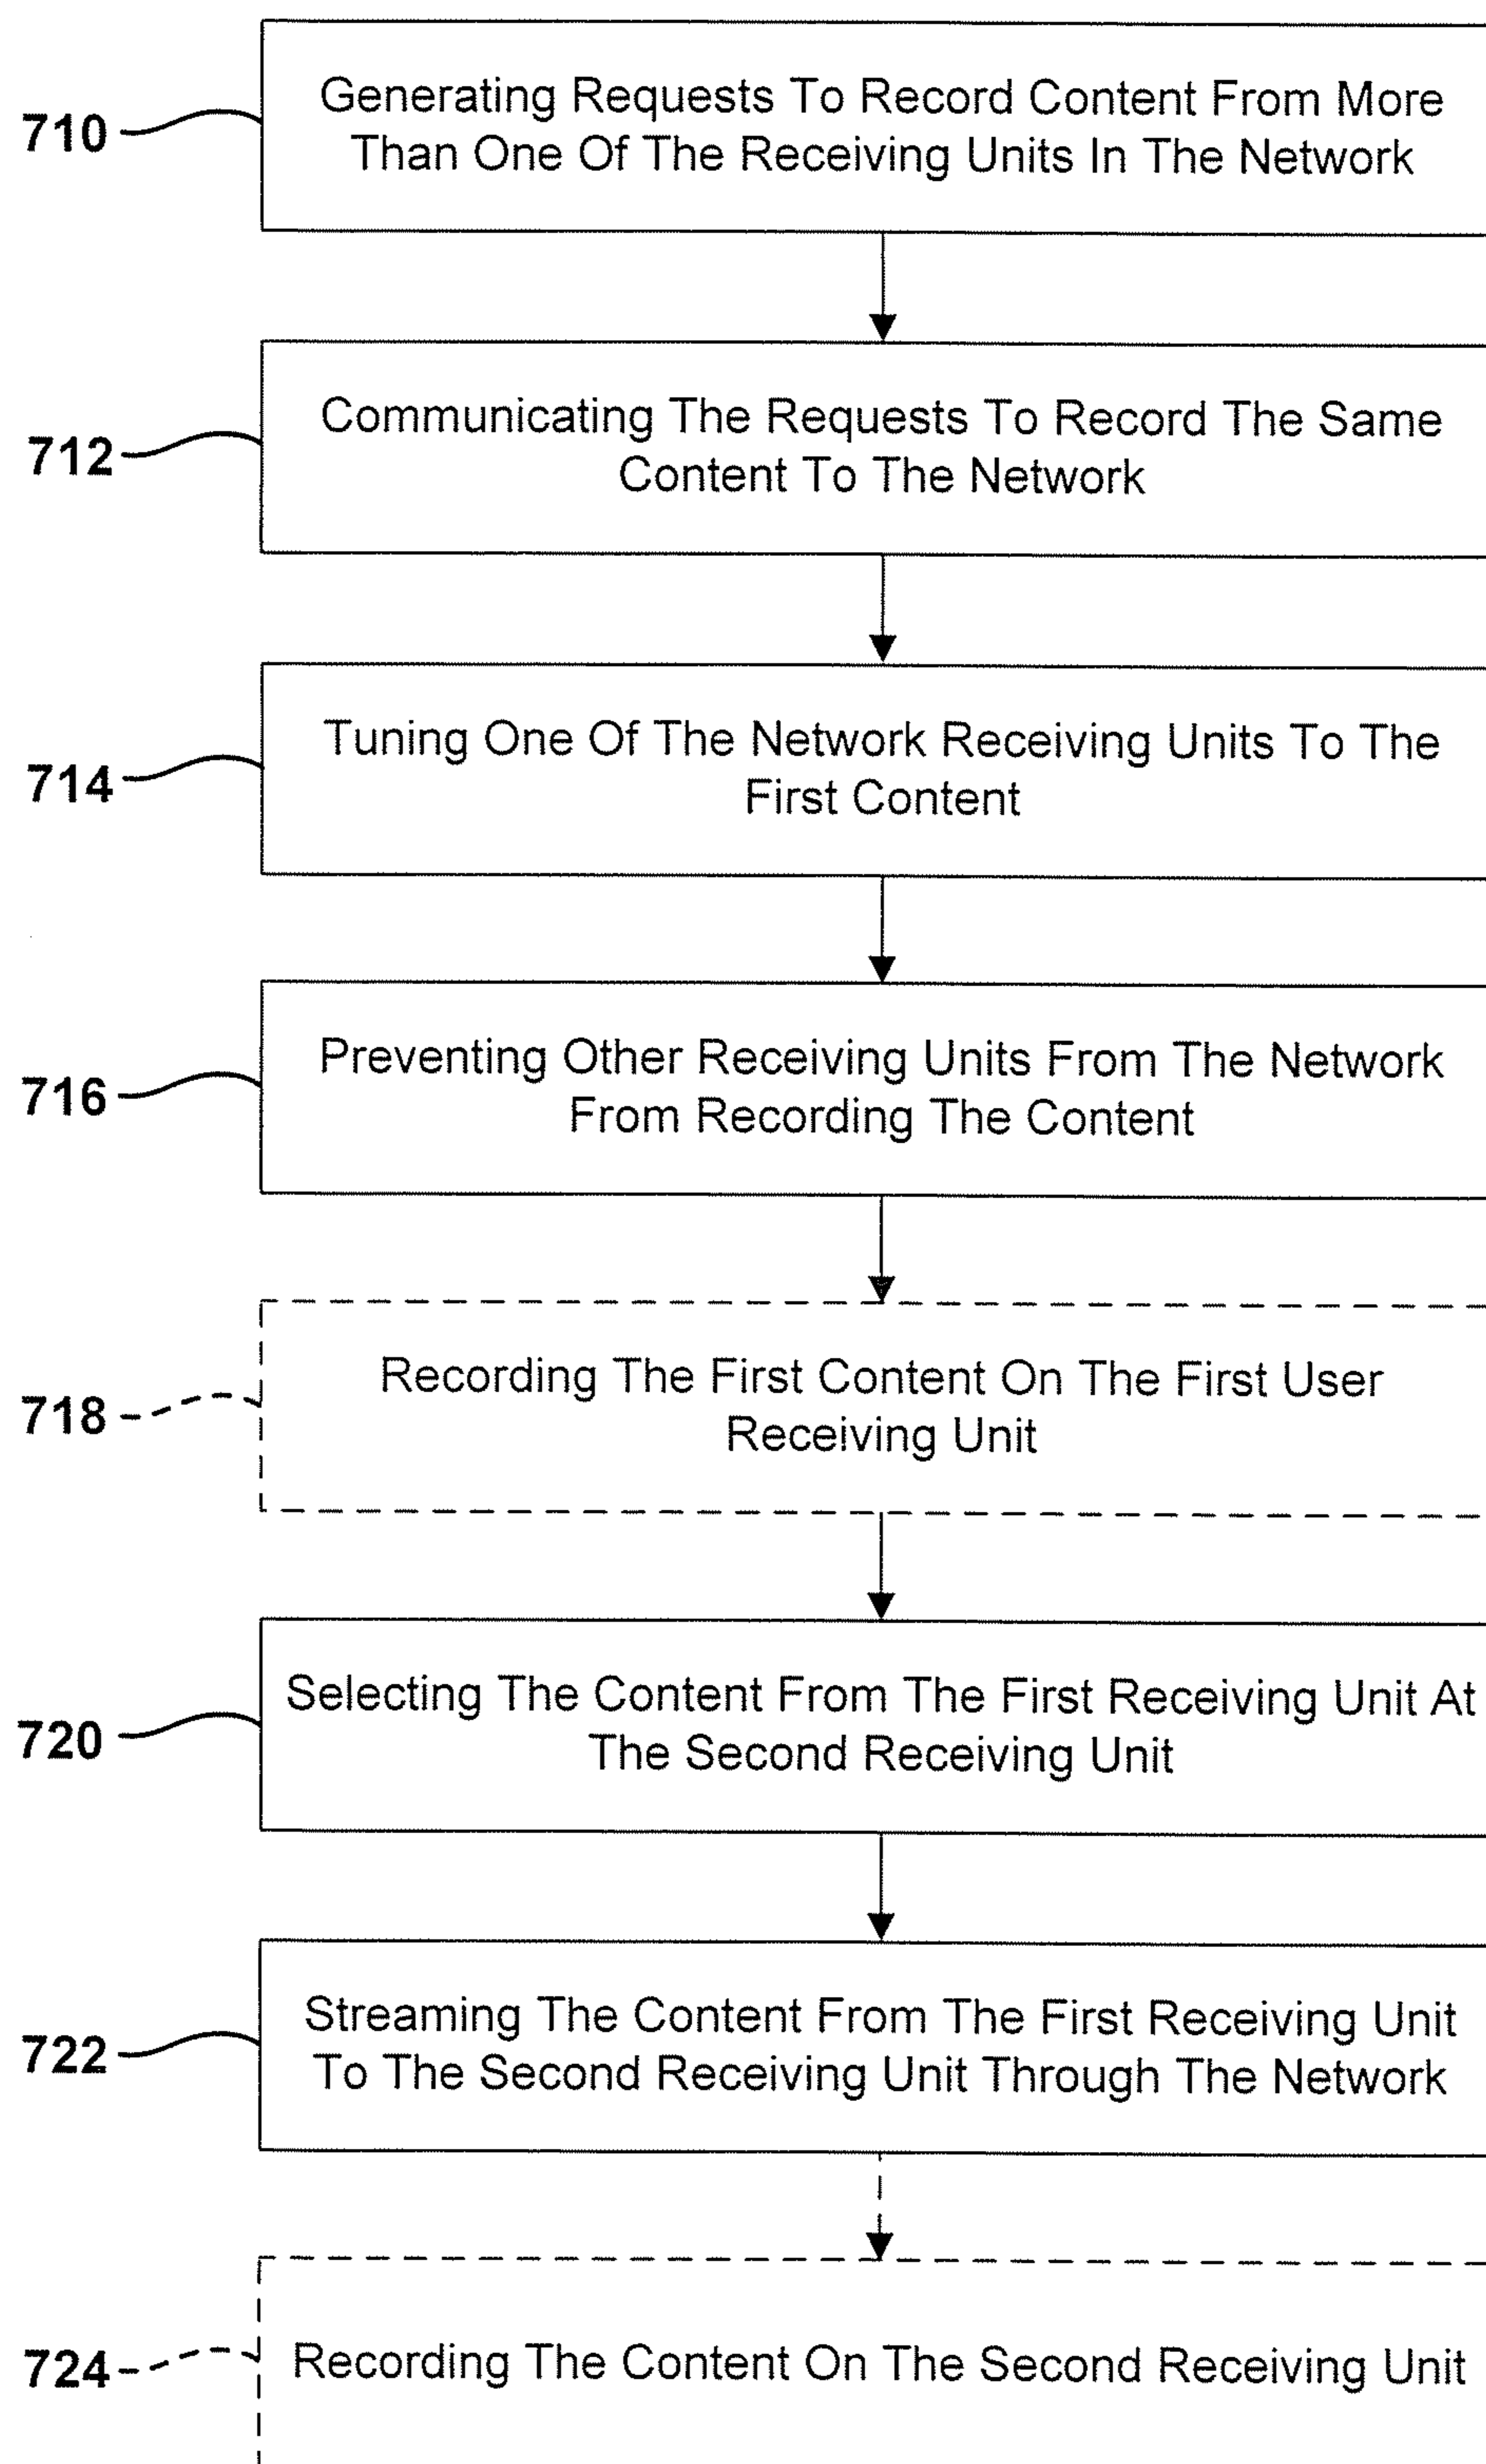 710
Generating Requests To Record Content From More
Than One Of The Receiving Units In The Network
712
Communicating The Requests To Record The Same
Content To The Network
714
Tuning One Of The Network Receiving Units To The
First Content
716
Preventing Other Receiving Units From The Network
From Recording The Content
718
Recording The First Content On The First User
Receiving Unit
720
Selecting The Content From The First Receiving Unit At
The Second Receiving Unit
722
Streaming The Content From The First Receiving Unit
To The Second Receiving Unit Through The Network
724
Recording The Content On The Second Receiving Unit